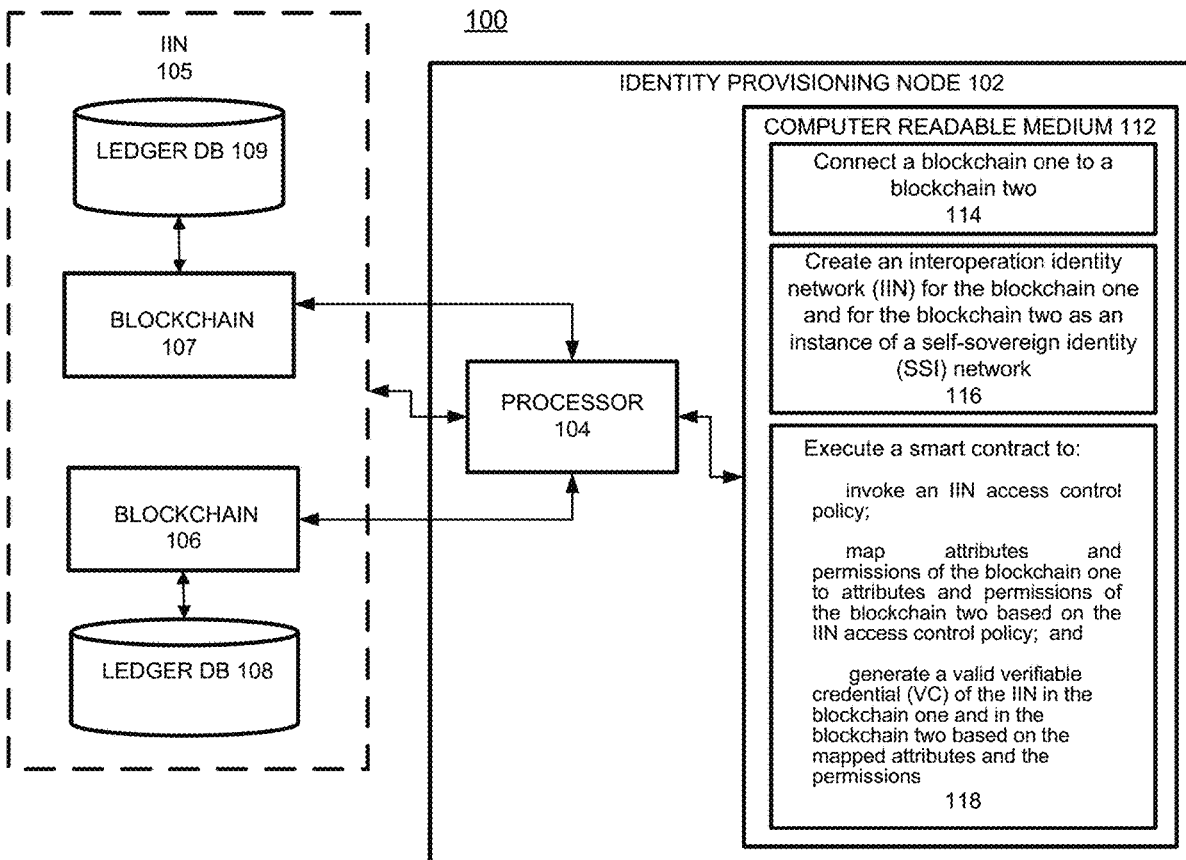 100
IIN
105
LEDGER DB 109
BLOCKCHAIN
107
BLOCKCHAIN
106
LEDGER DB 108
IDENTITY PROVISIONING NODE 102
PROCESSOR
104
COMPUTER READABLE MEDIUM 112
Connect a blockchain one to a
blockchain two
114
Create an interoperation identity
network (IIN) for the blockchain one
and for the blockchain two as an
instance of a self-sovereign identity
(SSI) network
116
Execute a smart contract to:
invoke an IIN access control
policy;
map attributes and
permissions of the blockchain one
to attributes and permissions of
the blockchain two based on the
IIN access control policy; and
generate a valid verifiable
credential (VC) of the IIN in the
blockchain one and in the
blockchain two based on the
mapped attributes and the
permissions
118